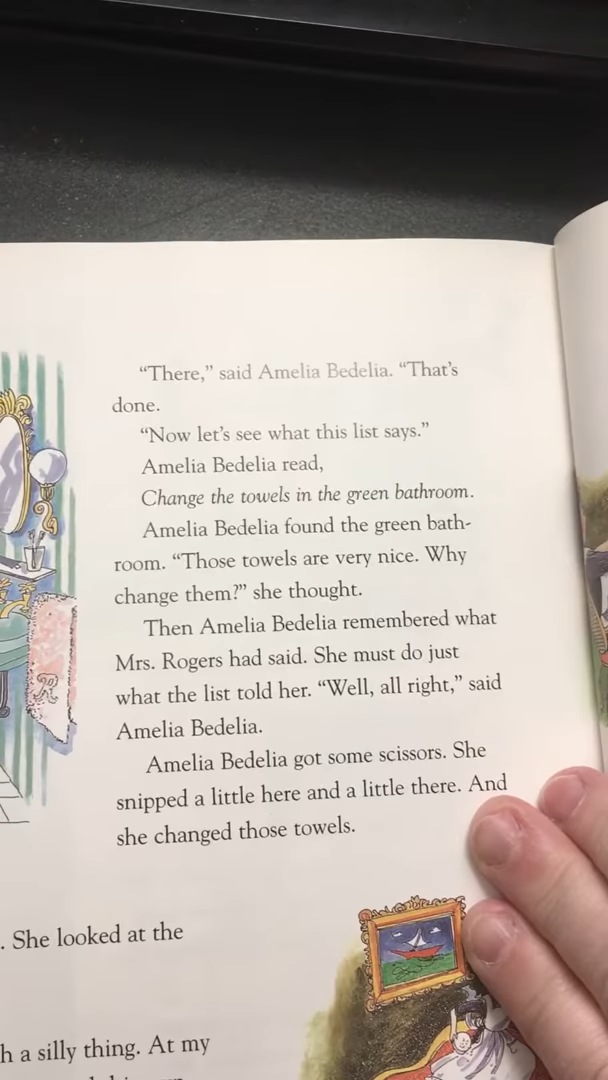 “There,” said Amelia Bedelia. “That’s
done.
“Now let’s see what this list says.”
Amelia Bedelia read,
Change the towels in the green bathroom.
Amelia Bedelia found the green bath-
room. “Those towels are very nice. Why
change them?” she thought.
Then Amelia Bedelia remembered what
Mrs. Rogers had said. She must do just
what the list told her. “Well, all right,” said
Amelia Bedelia.
Amelia Bedelia got some scissors. She
snipped a little here and a little there. And
she changed those towels.
. She looked at the
h a silly thing. At my